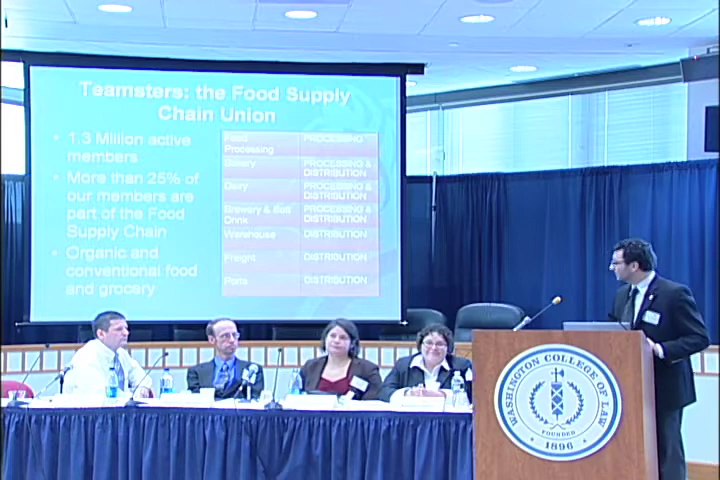 Teamsters: the Food Supply
Chain Union
• 1.3 Million active
members
• More than 25% of
our members are
part of the Food
Supply Chain
• Organic and
conventional food
and grocery
Food PROCESSING
Processing
Bakery PROCESSING &
DISTRIBUTION
Dairy PROCESSING &
DISTRIBUTION
Brewery & Soft PROCESSING &
Drink DISTRIBUTION
Warehouse DISTRIBUTION
Freight DISTRIBUTION
Ports DISTRIBUTION
WASHINGTON COLLEGE OF LAW
FOUNDED
• 1896 •